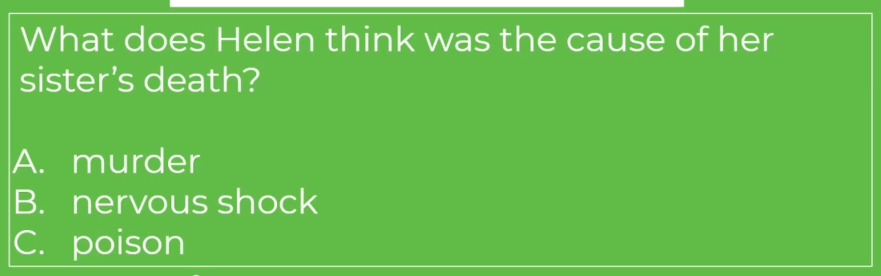 What does Helen think was the cause of her
sister’s death?
A. murder
B. nervous shock
C. poison